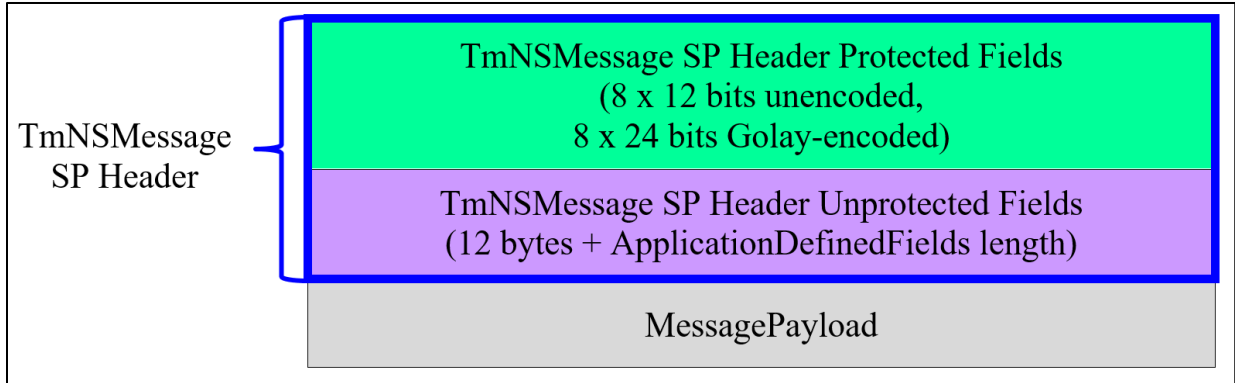 TmNSMessage
SP Header
TmNSMessage SP Header Protected Fields
(8 x 12 bits unencoded,
8 x 24 bits Golay-encoded)
TmNSMessage SP Header Unprotected Fields
(12 bytes + ApplicationDefinedFields length)
MessagePayload